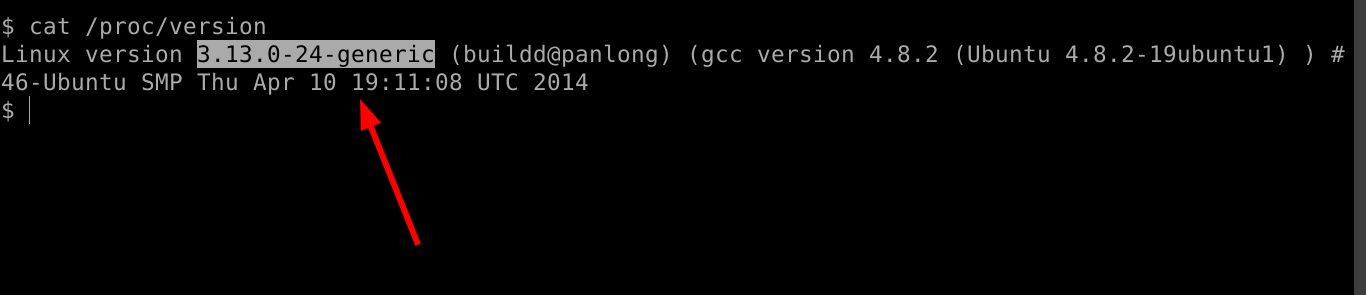 $ cat /proc/version
Linux version 3.13.0-24-generic (buildd@panlong) (gcc version 4.8.2 (Ubuntu 4.8.2-19ubuntu1) ) #
46-Ubuntu SMP Thu Apr 10 19:11:08 UTC 2014
$